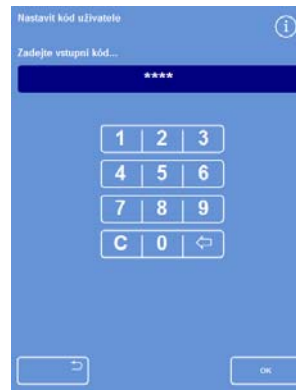 Nastavit kód uživatele
i
Zadejte vstupní kód...
****
1 2 3
4 5 6
7 8 9
C 0
OK